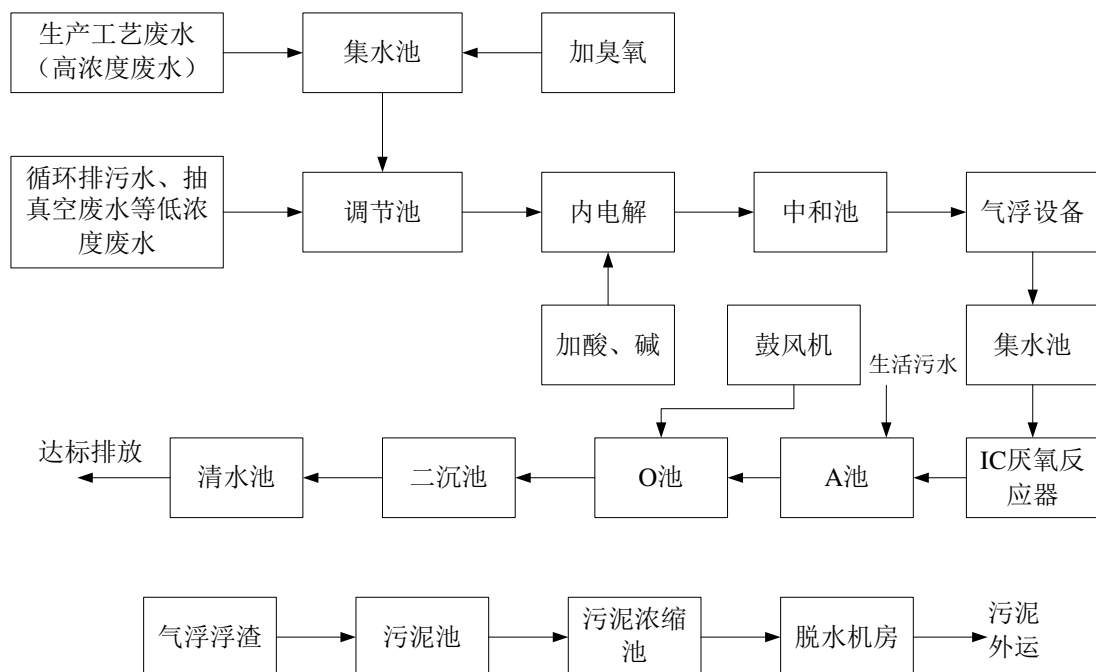 生产工艺废水
（高浓度废水）
集水池
加臭氧
循环排污水、抽
真空废水等低浓
度废水
调节池
内电解
中和池
气浮设备
加酸、碱
鼓风机
生活污水
集水池
达标排放
清水池
二沉池
O池
A池
IC厌氧反
应器
气浮浮渣
污泥池
污泥浓缩
池
脱水机房
污泥
外运